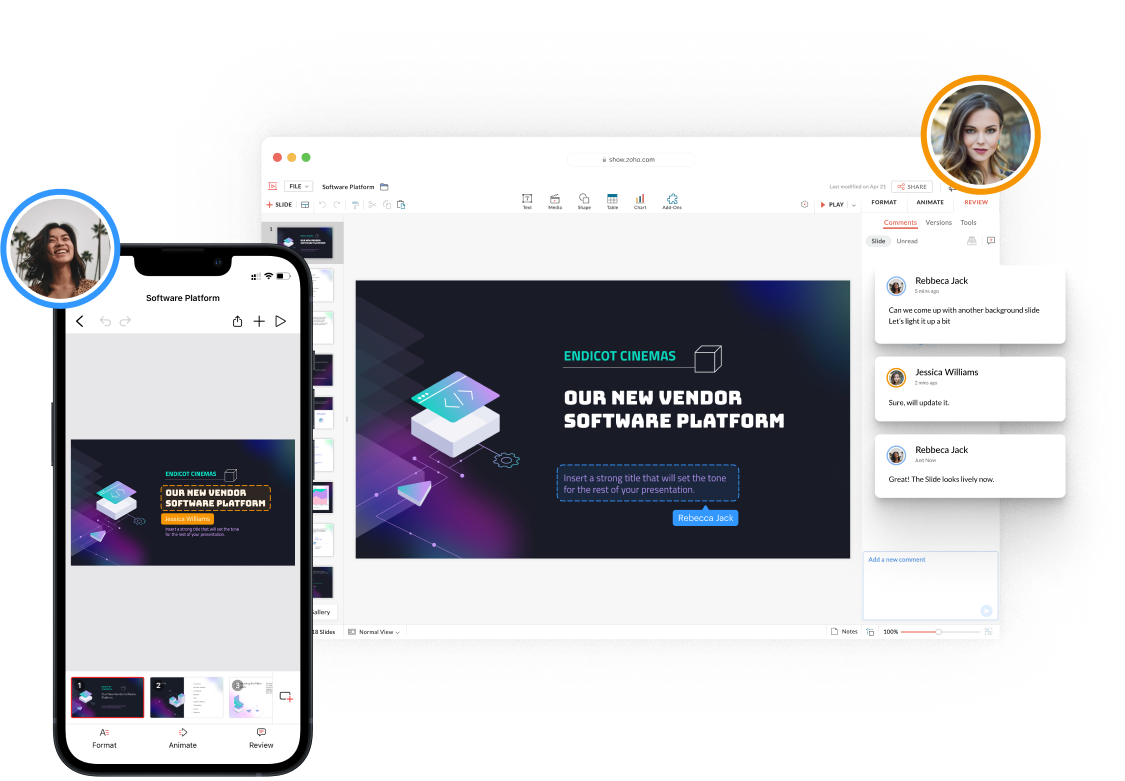 show.zoho.com
FILE
Software Platform
Last modified on Apr 21
SHARE
SLIDE
Text
Media
Shape
Table
Chart
Add-Ons
PLAY
FORMAT
ANIMATE
REVIEW
Comments
Versions
Tools
Slide
Unread
1
ENDICOT CINEMAS
OUR NEW VENDOR
SOFTWARE PLATFORM
Insert a strong title that will set the tone
for the rest of your presentation.
Rebecca Jack
Rebbeca Jack
5 mins ago
Can we come up with another background slide
Let's light it up a bit
Jessica Williams
2 mins ago
Sure, will update it.
Rebbeca Jack
Just Now
Great! The Slide looks lively now.
Add a new comment
Gallery
18 Slides
Normal View
Notes
100%
Software Platform
ENDICOT CINEMAS
OUR NEW VENDOR
SOFTWARE PLATFORM
Jessica Williams
Insert a strong title that will set the tone
for the rest of your presentation.
1
2
3
Format
Animate
Review